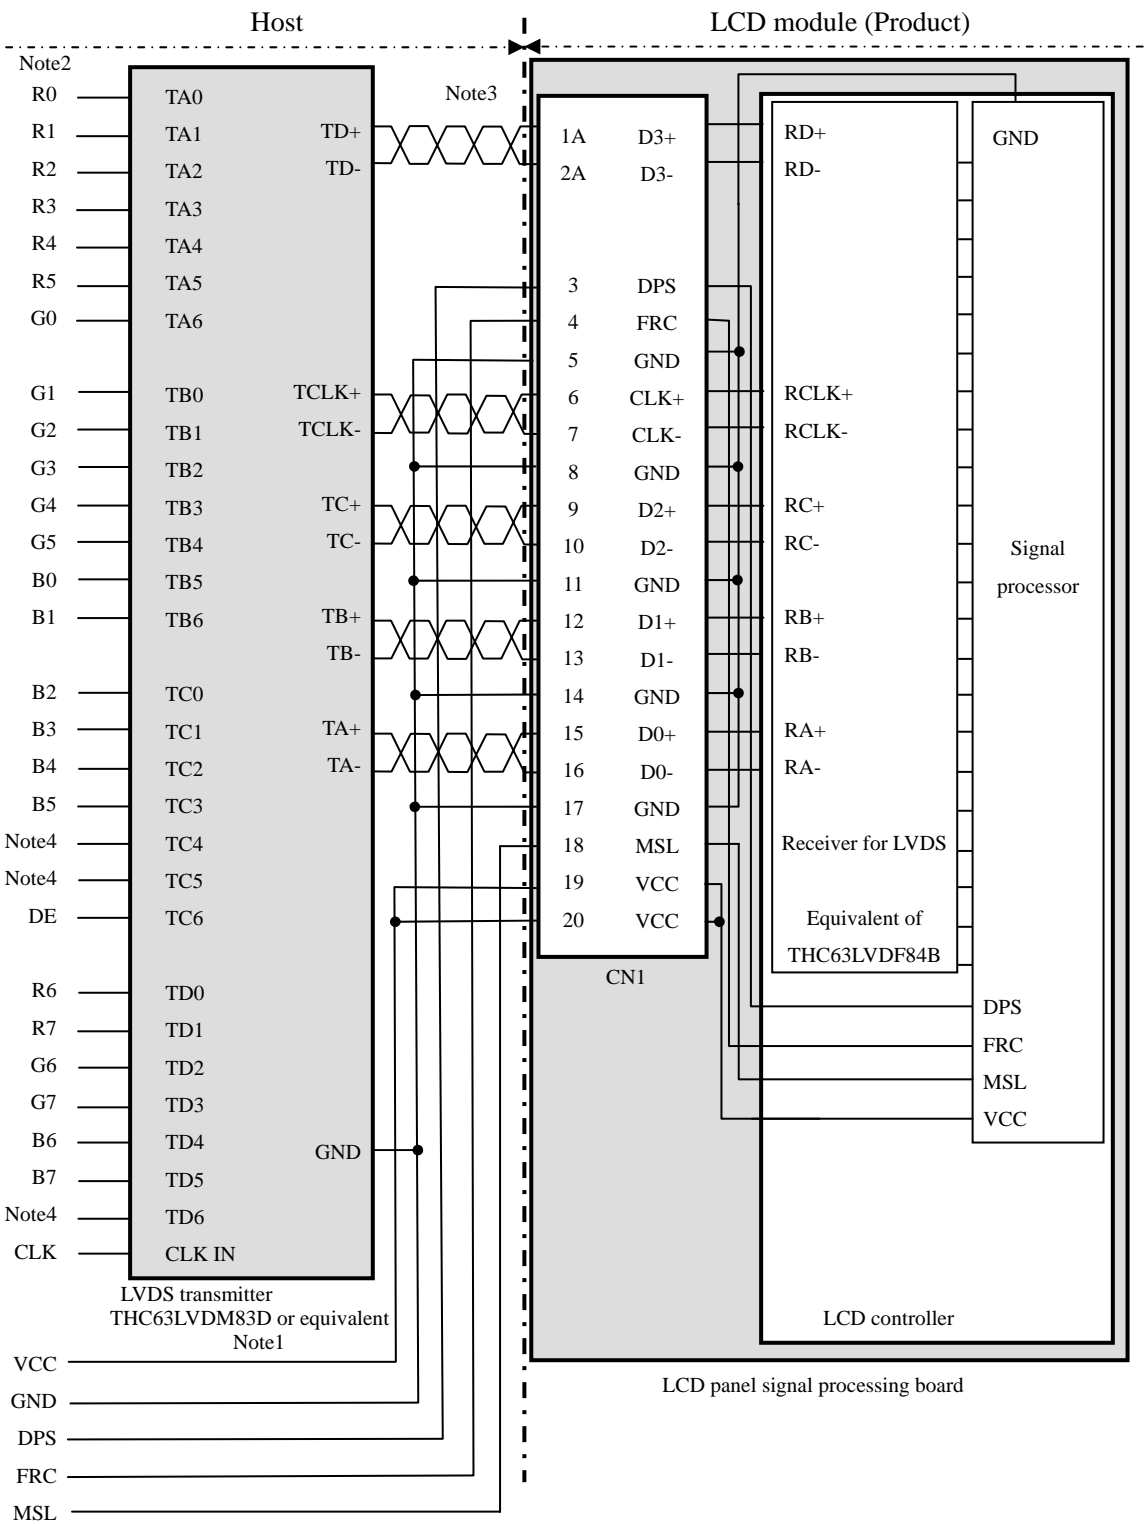 Host
LCD module (Product)
Note2
Note3
R0 TA0
R1 TA1 TD+ 1A D3+ RD+ GND
R2 TA2 TD- 2A D3- RD-
R3 TA3
R4 TA4
R5 TA5 3 DPS
G0 TA6 4 FRC
5 GND
G1 TB0 TCLK+ 6 CLK+ RCLK+
G2 TB1 TCLK- 7 CLK- RCLK-
G3 TB2 8 GND
G4 TB3 TC+ 9 D2+ RC+
G5 TB4 TC- 10 D2- RC- Signal
B0 TB5 11 GND processor
B1 TB6 TB+ 12 D1+ RB+
TB- 13 D1- RB-
B2 TC0 14 GND
B3 TC1 TA+ 15 D0+ RA+
B4 TC2 TA- 16 D0- RA-
B5 TC3 17 GND
Note4 TC4 18 MSL Receiver for LVDS
Note4 TC5 19 VCC
DE TC6 20 VCC Equivalent of
THC63LVDF84B
CN1
R6 TD0 DPS
R7 TD1 FRC
G6 TD2 MSL
G7 TD3 VCC
B6 TD4 GND
B7 TD5
Note4 TD6
CLK CLK IN
LVDS transmitter
THC63LVDM83D or equivalent
Note1
LCD controller
VCC
LCD panel signal processing board
GND
DPS
FRC
MSL